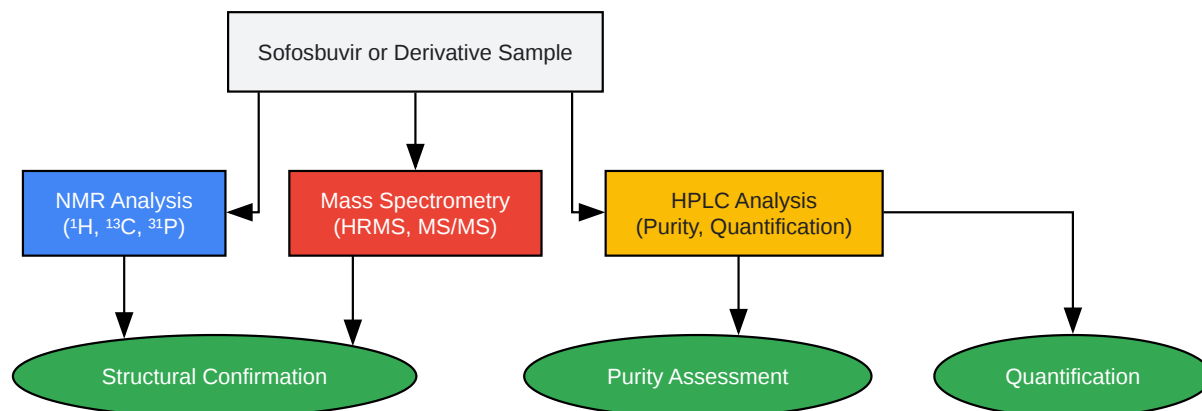 Sofosbuvir or Derivative Sample
NMR Analysis
(¹H, ¹³C, ³¹P)
Mass Spectrometry
(HRMS, MS/MS)
HPLC Analysis
(Purity, Quantification)
Structural Confirmation
Purity Assessment
Quantification